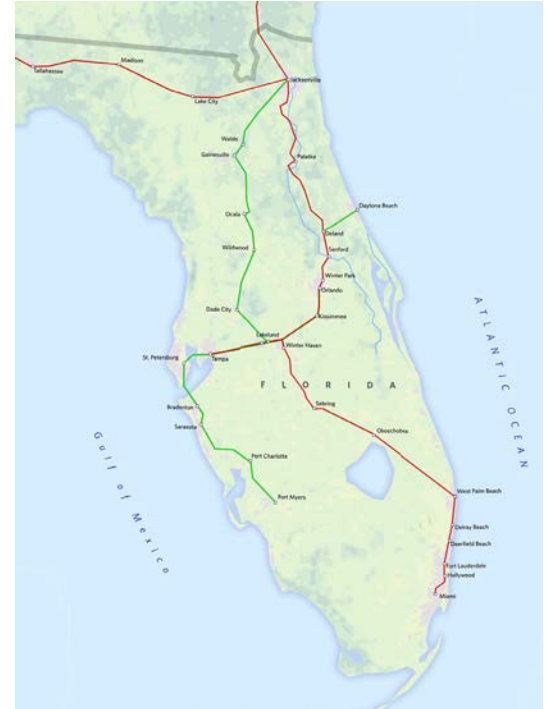 Madison
Tallahassee
Jacksonville
Lake City
Waldo
Gainesville
Palatka
Daytona Beach
Ocala
Deland
Wildwood
Sanford
Winter Park
Orlando
Dade City
Kissimmee
Lakeland
Winter Haven
St. Petersburg
Tampa
FLORIDA
ATLANTIC OCEAN
Bradenton
Sebring
Sarasota
Okeechobee
Gulf of Mexico
Port Charlotte
Fort Myers
West Palm Beach
Delray Beach
Deerfield Beach
Fort Lauderdale
Hollywood
Miami